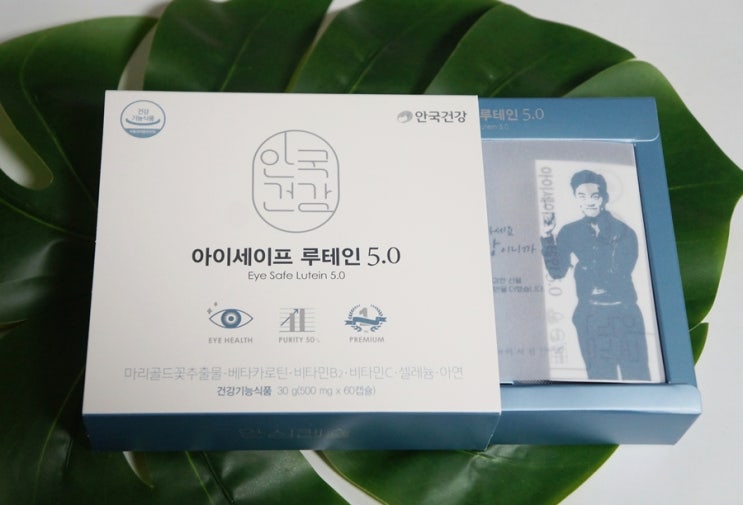 건강
기능식품
안국건강
안국
건강
아이세이프 루테인 5.0
Eye Safe Lutein 5.0
EYE HEALTH
PURITY 50%
1
PREMIUM
마리골드꽃추출물·베타카로틴·비타민B2·비타민C·셀레늄·아연
건강기능식품 30 g(500 mg x 60캡슐)
루테인 5.0
Lutein 5.0
이니까